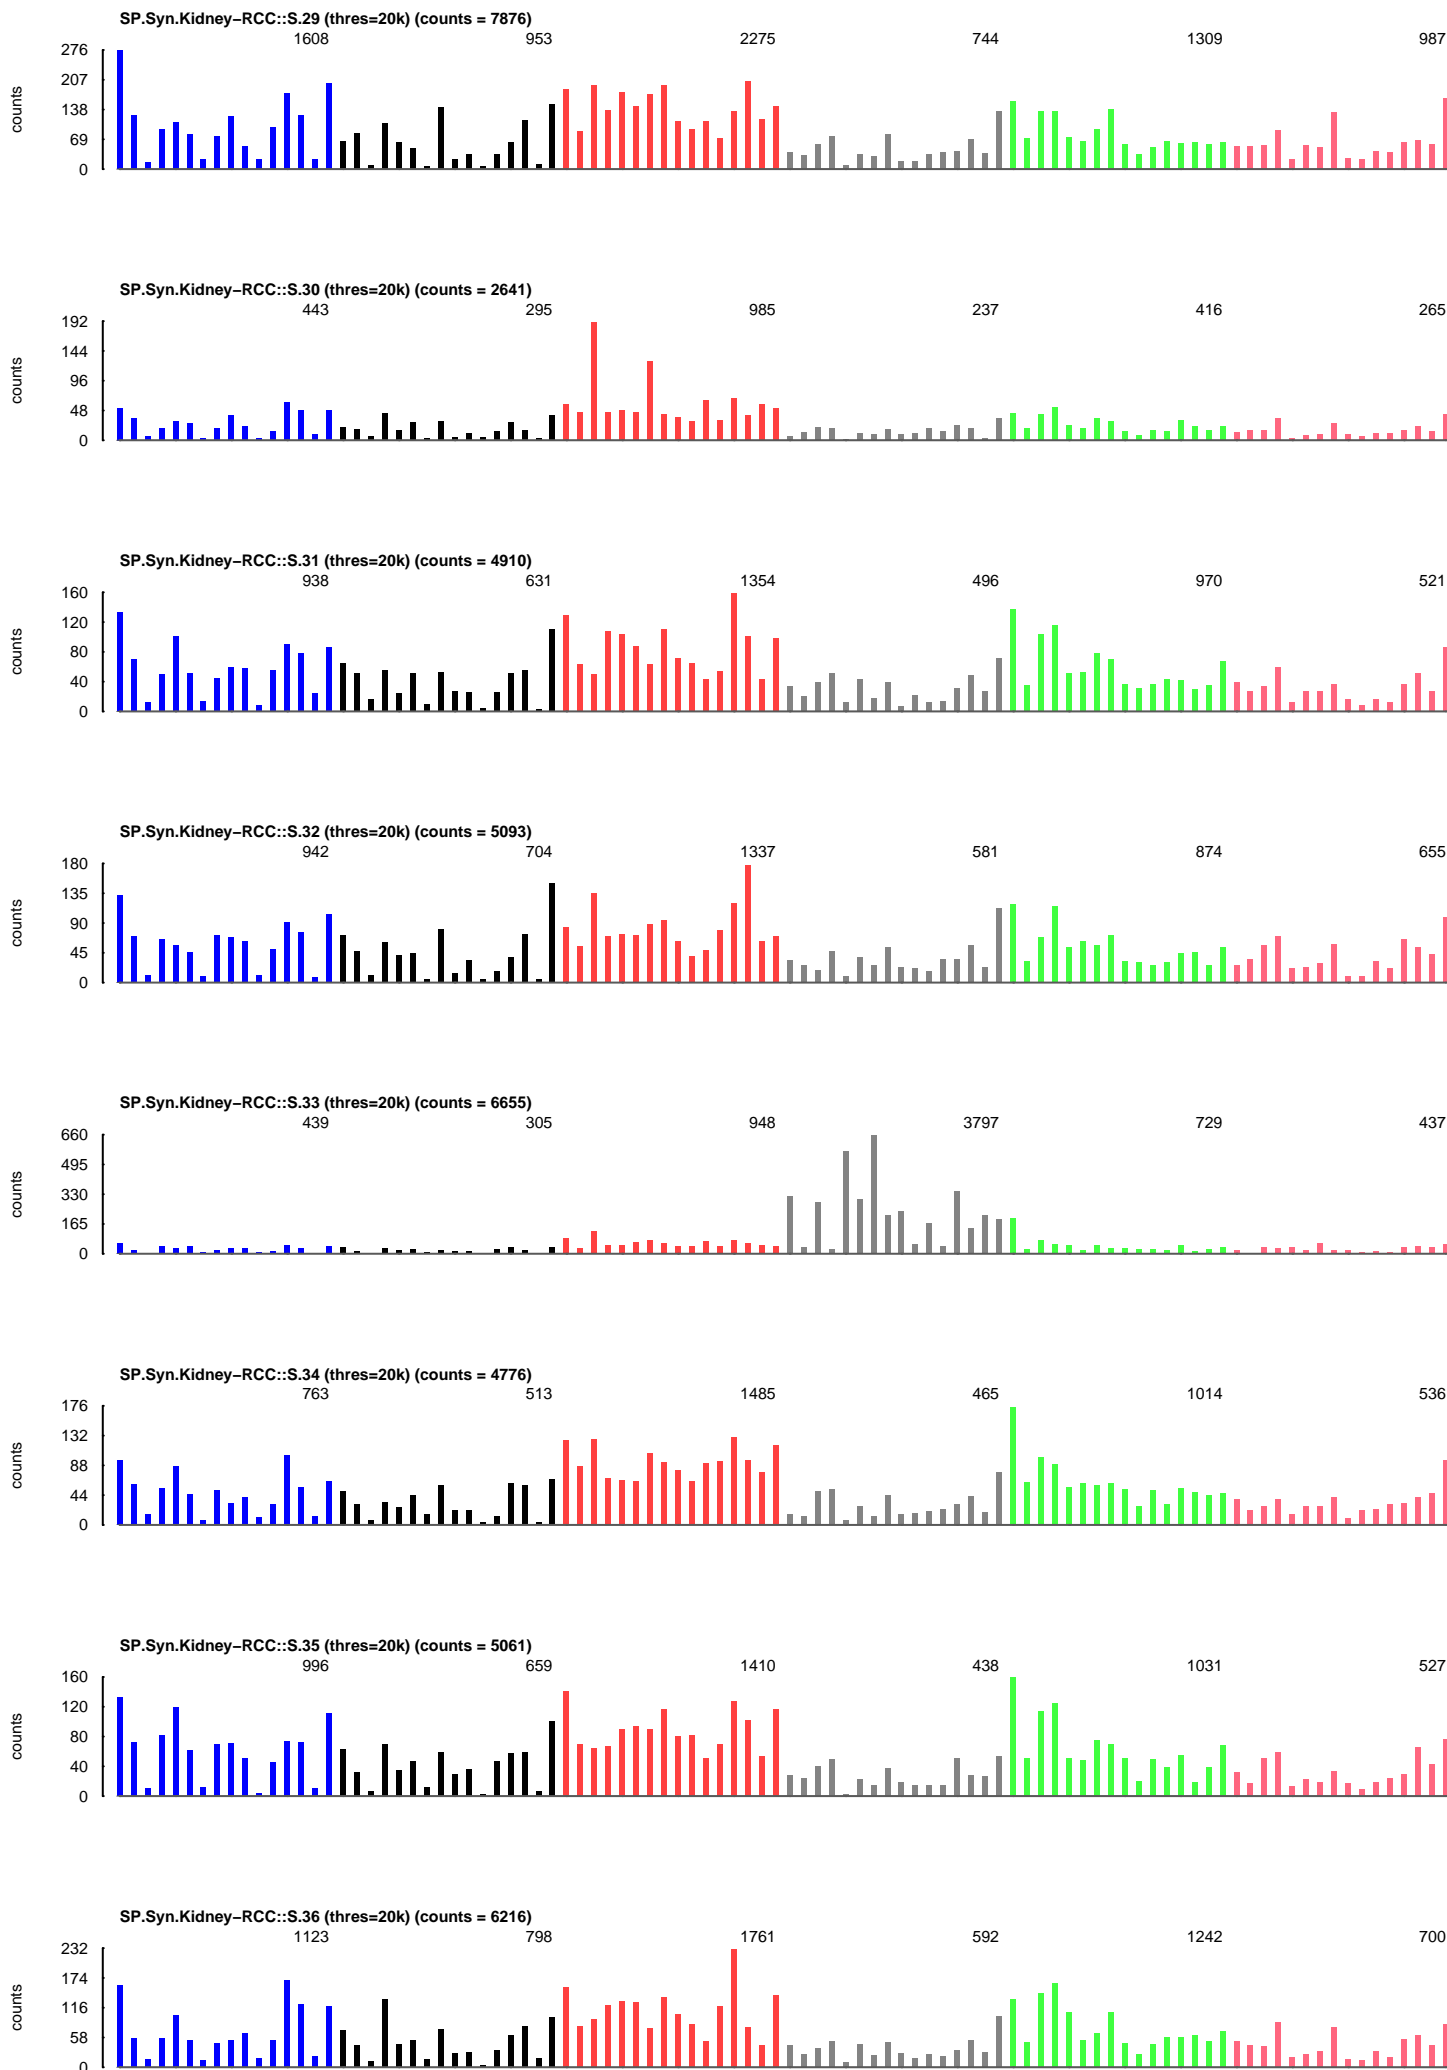 SP.Syn.Kidney−RCC::S.29 (thres=20k) (counts = 7876)
1608 953 2275 744 1309 987
276
207
138
69
0
counts
SP.Syn.Kidney−RCC::S.30 (thres=20k) (counts = 2641)
443 295 985 237 416 265
192
144
96
48
0
counts
SP.Syn.Kidney−RCC::S.31 (thres=20k) (counts = 4910)
938 631 1354 496 970 521
160
120
80
40
0
counts
SP.Syn.Kidney−RCC::S.32 (thres=20k) (counts = 5093)
942 704 1337 581 874 655
180
135
90
45
0
counts
SP.Syn.Kidney−RCC::S.33 (thres=20k) (counts = 6655)
439 305 948 3797 729 437
660
495
330
165
0
counts
SP.Syn.Kidney−RCC::S.34 (thres=20k) (counts = 4776)
763 513 1485 465 1014 536
176
132
88
44
0
counts
SP.Syn.Kidney−RCC::S.35 (thres=20k) (counts = 5061)
996 659 1410 438 1031 527
160
120
80
40
0
counts
SP.Syn.Kidney−RCC::S.36 (thres=20k) (counts = 6216)
1123 798 1761 592 1242 700
232
174
116
58
0
counts